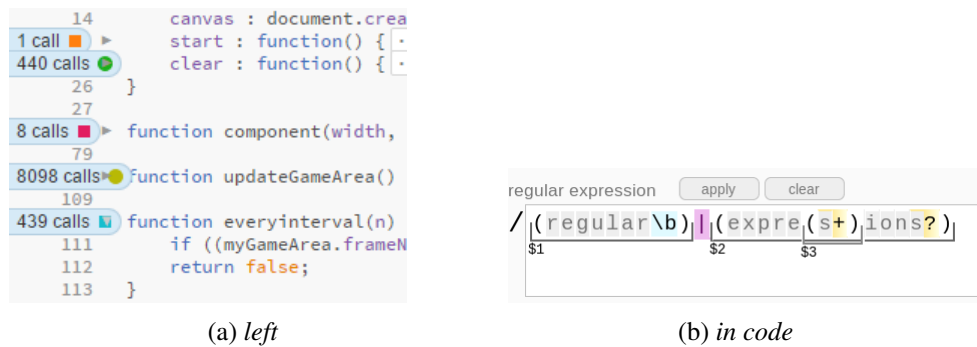 14 canvas : document.crea
1 call start : function() {
440 calls clear : function() {
26 }
27
8 calls function component(width,
79
8098 calls function updateGameArea()
109
439 calls function everyinterval(n)
111 if ((myGameArea.frameN
112 return false;
113 }
(a) left
regular expression apply clear
/(regular\b)|(expre(s+)ions?)
$1 $2 $3
(b) in code